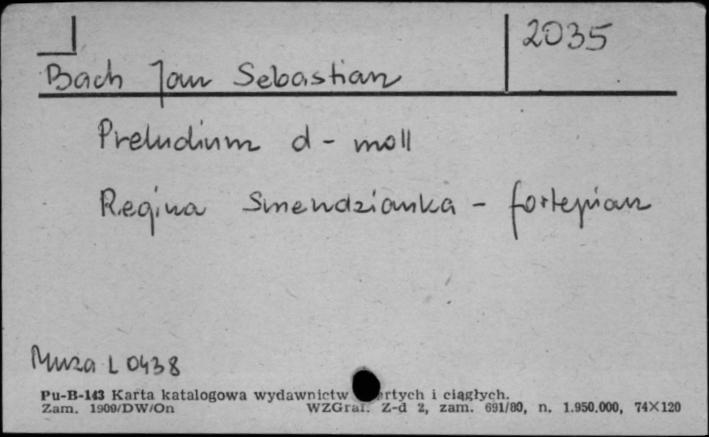 2035
Bach Jan Sebastian
Preludium d-moll
Regina Smendzianka - fortepian
Muza L 0438
Pu-B-143 Karta katalogowa wydawnictw i ciągłych.
Zam. 1909/DW/On WZGraf. Z-d 2, zam. 691/80, n. 1.950.000, 74×120